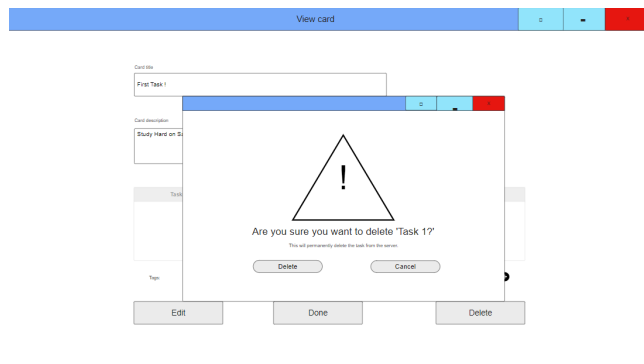 View card
Card title
First Task !
Card description
Study Hard on
Task
!
Are you sure you want to delete 'Task 1?'
This will permanently delete the task from the server.
Delete
Cancel
Tags:
Edit
Done
Delete